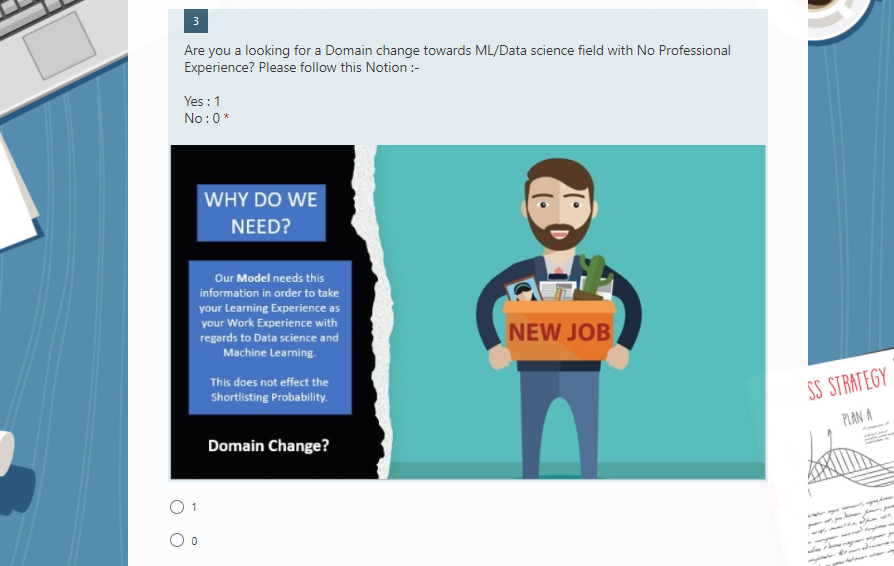 3
Are you a looking for a Domain change towards ML/Data science field with No Professional
Experience? Please follow this Notion :-
Yes : 1
No : 0 *
WHY DO WE
NEED?
Our Model needs this
information in order to take
your Learning Experience as
your Work Experience with
regards to Data science and
Machine Learning.
This does not effect the
Shortlisting Probability.
Domain Change?
NEW JOB
1
0
SS STRATEGY
PLAN A